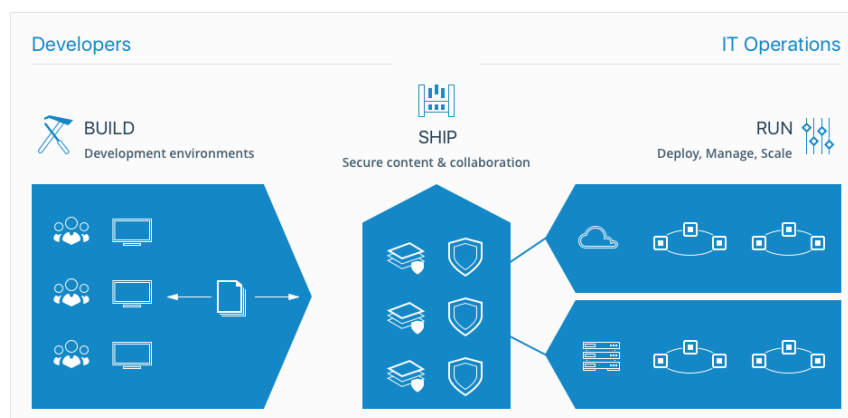 Developers
IT Operations
BUILD
Development environments
SHIP
Secure content & collaboration
RUN
Deploy, Manage, Scale